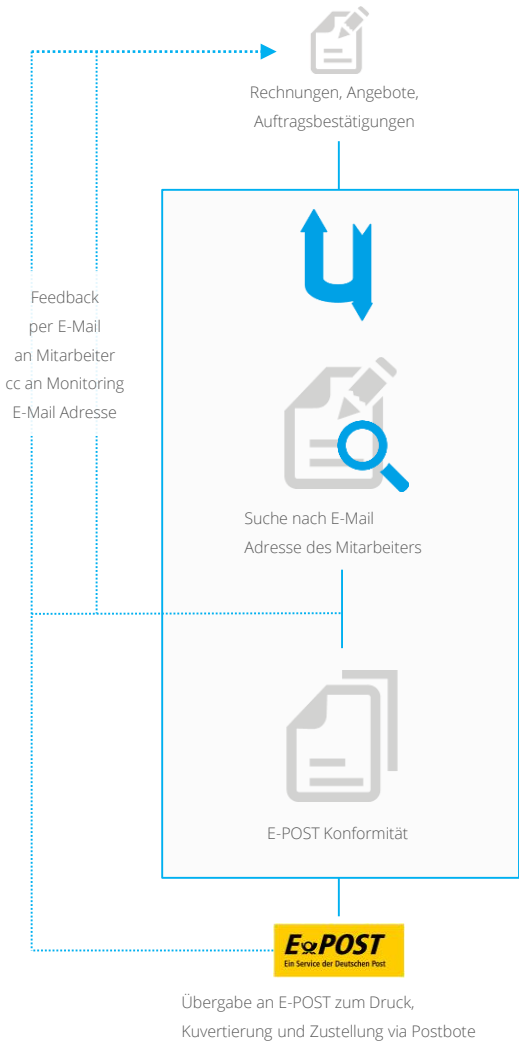 Rechnungen, Angebote,
Auftragsbestätigungen
Feedback
per E-Mail
an Mitarbeiter
cc an Monitoring
E-Mail Adresse
Suche nach E-Mail
Adresse des Mitarbeiters
E-POST Konformität
E-POST
Ein Service der Deutschen Post
Übergabe an E-POST zum Druck,
Kuvertierung und Zustellung via Postbote